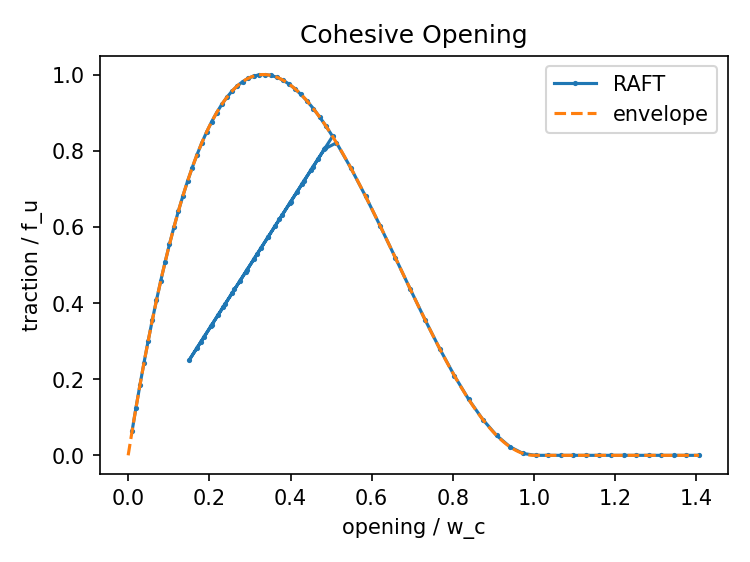 Cohesive Opening
RAFT
envelope
traction / f_u
1.0
0.8
0.6
0.4
0.2
0.0
0.0 0.2 0.4 0.6 0.8 1.0 1.2 1.4
opening / w_c